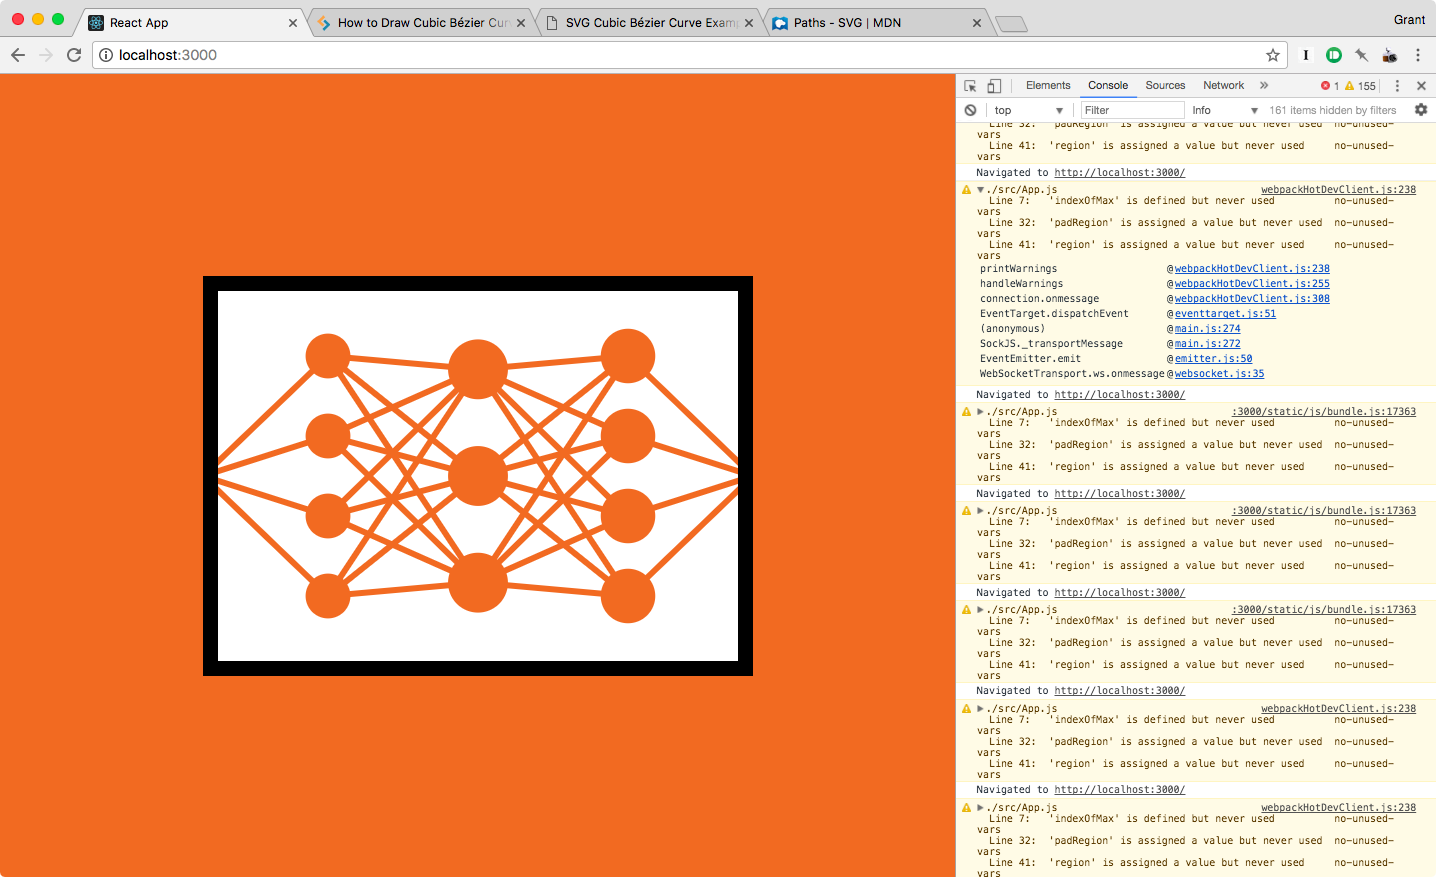 React App
How to Draw Cubic Bézier Cur
SVG Cubic Bézier Curve Exam
Paths - SVG | MDN
Grant
localhost:3000
Elements Console Sources Network » 1 155
top Filter Info 161 items hidden by filters
Line 32: 'padRegion' is assigned a value but never used no-unused-
vars
Line 41: 'region' is assigned a value but never used no-unused-
vars
Navigated to http://localhost:3000/
./src/App.js webpackHotDevClient.js:238
Line 7: 'indexOfMax' is defined but never used no-unused-
vars
Line 32: 'padRegion' is assigned a value but never used no-unused-
vars
Line 41: 'region' is assigned a value but never used no-unused-
vars
printWarnings @ webpackHotDevClient.js:238
handleWarnings @ webpackHotDevClient.js:255
connection.onmessage @ webpackHotDevClient.js:308
EventTarget.dispatchEvent @ eventtarget.js:51
(anonymous) @ main.js:274
SockJS._transportMessage @ main.js:272
EventEmitter.emit @ emitter.js:50
WebSocketTransport.ws.onmessage @ websocket.js:35
Navigated to http://localhost:3000/
./src/App.js :3000/static/js/bundle.js:17363
Line 7: 'indexOfMax' is defined but never used no-unused-
vars
Line 32: 'padRegion' is assigned a value but never used no-unused-
vars
Line 41: 'region' is assigned a value but never used no-unused-
vars
Navigated to http://localhost:3000/
./src/App.js :3000/static/js/bundle.js:17363
Line 7: 'indexOfMax' is defined but never used no-unused-
vars
Line 32: 'padRegion' is assigned a value but never used no-unused-
vars
Line 41: 'region' is assigned a value but never used no-unused-
vars
Navigated to http://localhost:3000/
./src/App.js :3000/static/js/bundle.js:17363
Line 7: 'indexOfMax' is defined but never used no-unused-
vars
Line 32: 'padRegion' is assigned a value but never used no-unused-
vars
Line 41: 'region' is assigned a value but never used no-unused-
vars
Navigated to http://localhost:3000/
./src/App.js webpackHotDevClient.js:238
Line 7: 'indexOfMax' is defined but never used no-unused-
vars
Line 32: 'padRegion' is assigned a value but never used no-unused-
vars
Line 41: 'region' is assigned a value but never used no-unused-
vars
Navigated to http://localhost:3000/
./src/App.js webpackHotDevClient.js:238
Line 7: 'indexOfMax' is defined but never used no-unused-
vars
Line 32: 'padRegion' is assigned a value but never used no-unused-
vars
Line 41: 'region' is assigned a value but never used no-unused-
vars